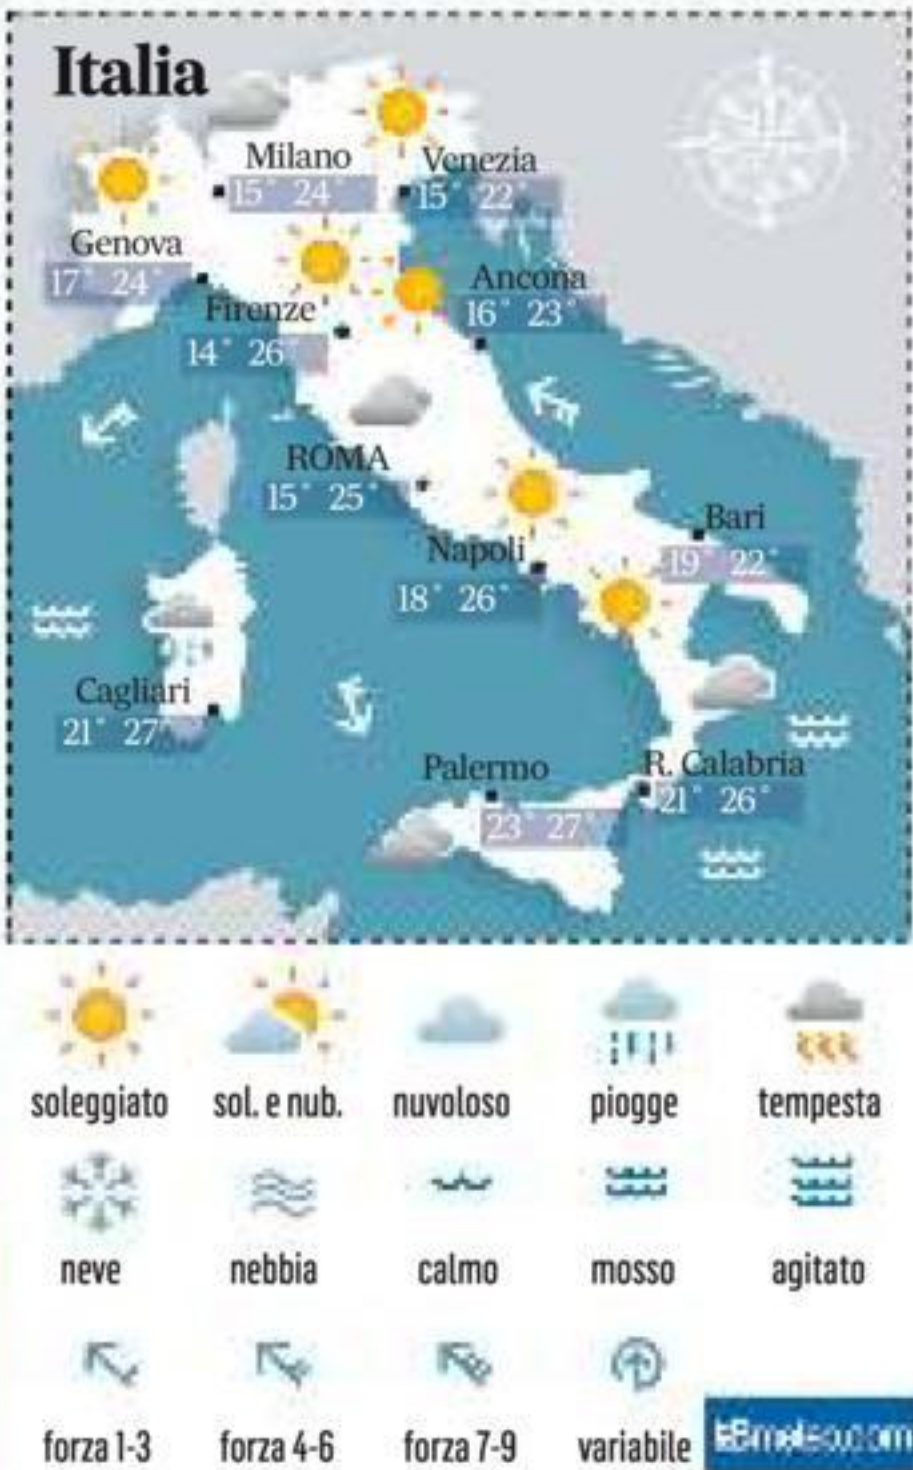 Italia
Milano
15° 24°
Venezia
15° 22°
Genova
17° 24°
Firenze
14° 26°
Ancona
16° 23°
ROMA
15° 25°
Napoli
18° 26°
Bari
19° 22°
Cagliari
21° 27°
Palermo
23° 27°
R. Calabria
21° 26°
soleggiato sol. e nub. nuvoloso piogge tempesta
neve nebbia calmo mosso agitato
forza 1-3 forza 4-6 forza 7-9 variabile